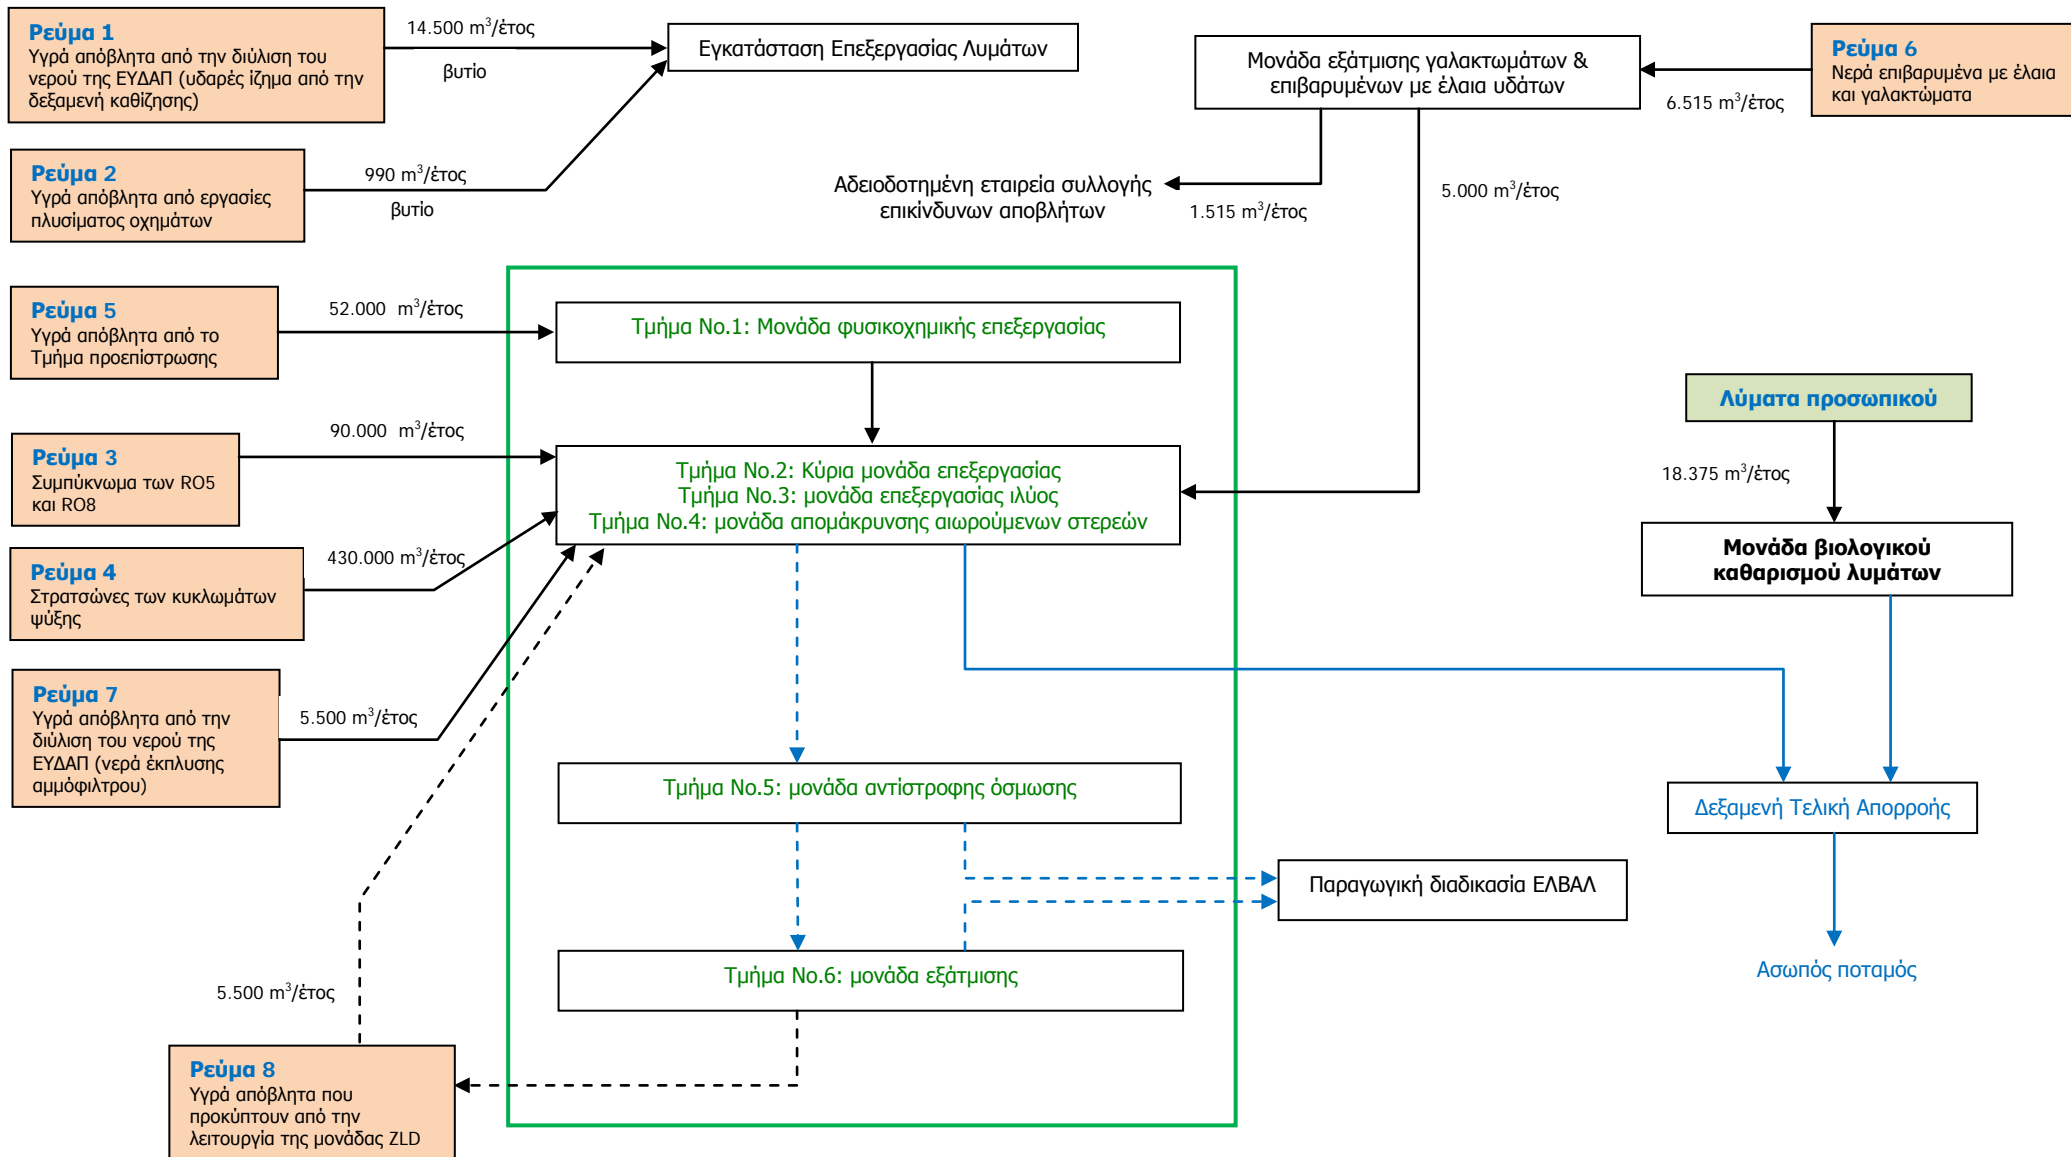 Ρεύμα 1
Υγρά απόβλητα από την διύλιση του
νερού της ΕΥΔΑΠ (υδαρές ίζημα από την
δεξαμενή καθίζησης)
14.500 m³/έτος
βυτίο
Εγκατάσταση Επεξεργασίας Λυμάτων
Μονάδα εξάτμισης γαλακτωμάτων &
επιβαρυμένων με έλαια υδάτων
6.515 m³/έτος
Ρεύμα 6
Νερά επιβαρυμένα με έλαια
και γαλακτώματα
Ρεύμα 2
Υγρά απόβλητα από εργασίες
πλυσίματος οχημάτων
990 m³/έτος
βυτίο
Αδειοδοτημένη εταιρεία συλλογής
επικίνδυνων αποβλήτων
1.515 m³/έτος
5.000 m³/έτος
Ρεύμα 5
Υγρά απόβλητα από το
Τμήμα προεπίστρωσης
52.000 m³/έτος
Τμήμα No.1: Μονάδα φυσικοχημικής επεξεργασίας
Λύματα προσωπικού
18.375 m³/έτος
Ρεύμα 3
Συμπύκνωμα των RO5
και RO8
90.000 m³/έτος
Τμήμα No.2: Κύρια μονάδα επεξεργασίας
Τμήμα No.3: μονάδα επεξεργασίας ιλύος
Τμήμα No.4: μονάδα απομάκρυνσης αιωρούμενων στερεών
Μονάδα βιολογικού
καθαρισμού λυμάτων
Ρεύμα 4
Στρατσώνες των κυκλωμάτων
ψύξης
430.000 m³/έτος
Ρεύμα 7
Υγρά απόβλητα από την
διύλιση του νερού της
ΕΥΔΑΠ (νερά έκπλυσης
αμμόφιλτρου)
5.500 m³/έτος
Τμήμα No.5: μονάδα αντίστροφης όσμωσης
Δεξαμενή Τελική Απορροής
Παραγωγική διαδικασία ΕΛΒΑΛ
Τμήμα No.6: μονάδα εξάτμισης
Ασωπός ποταμός
5.500 m³/έτος
Ρεύμα 8
Υγρά απόβλητα που
προκύπτουν από την
λειτουργία της μονάδας ZLD